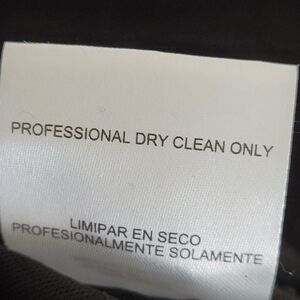 PROFESSIONAL DRY CLEAN ONLY
LIMIPAR EN SECO
PROFESIONALMENTE SOLAMENTE